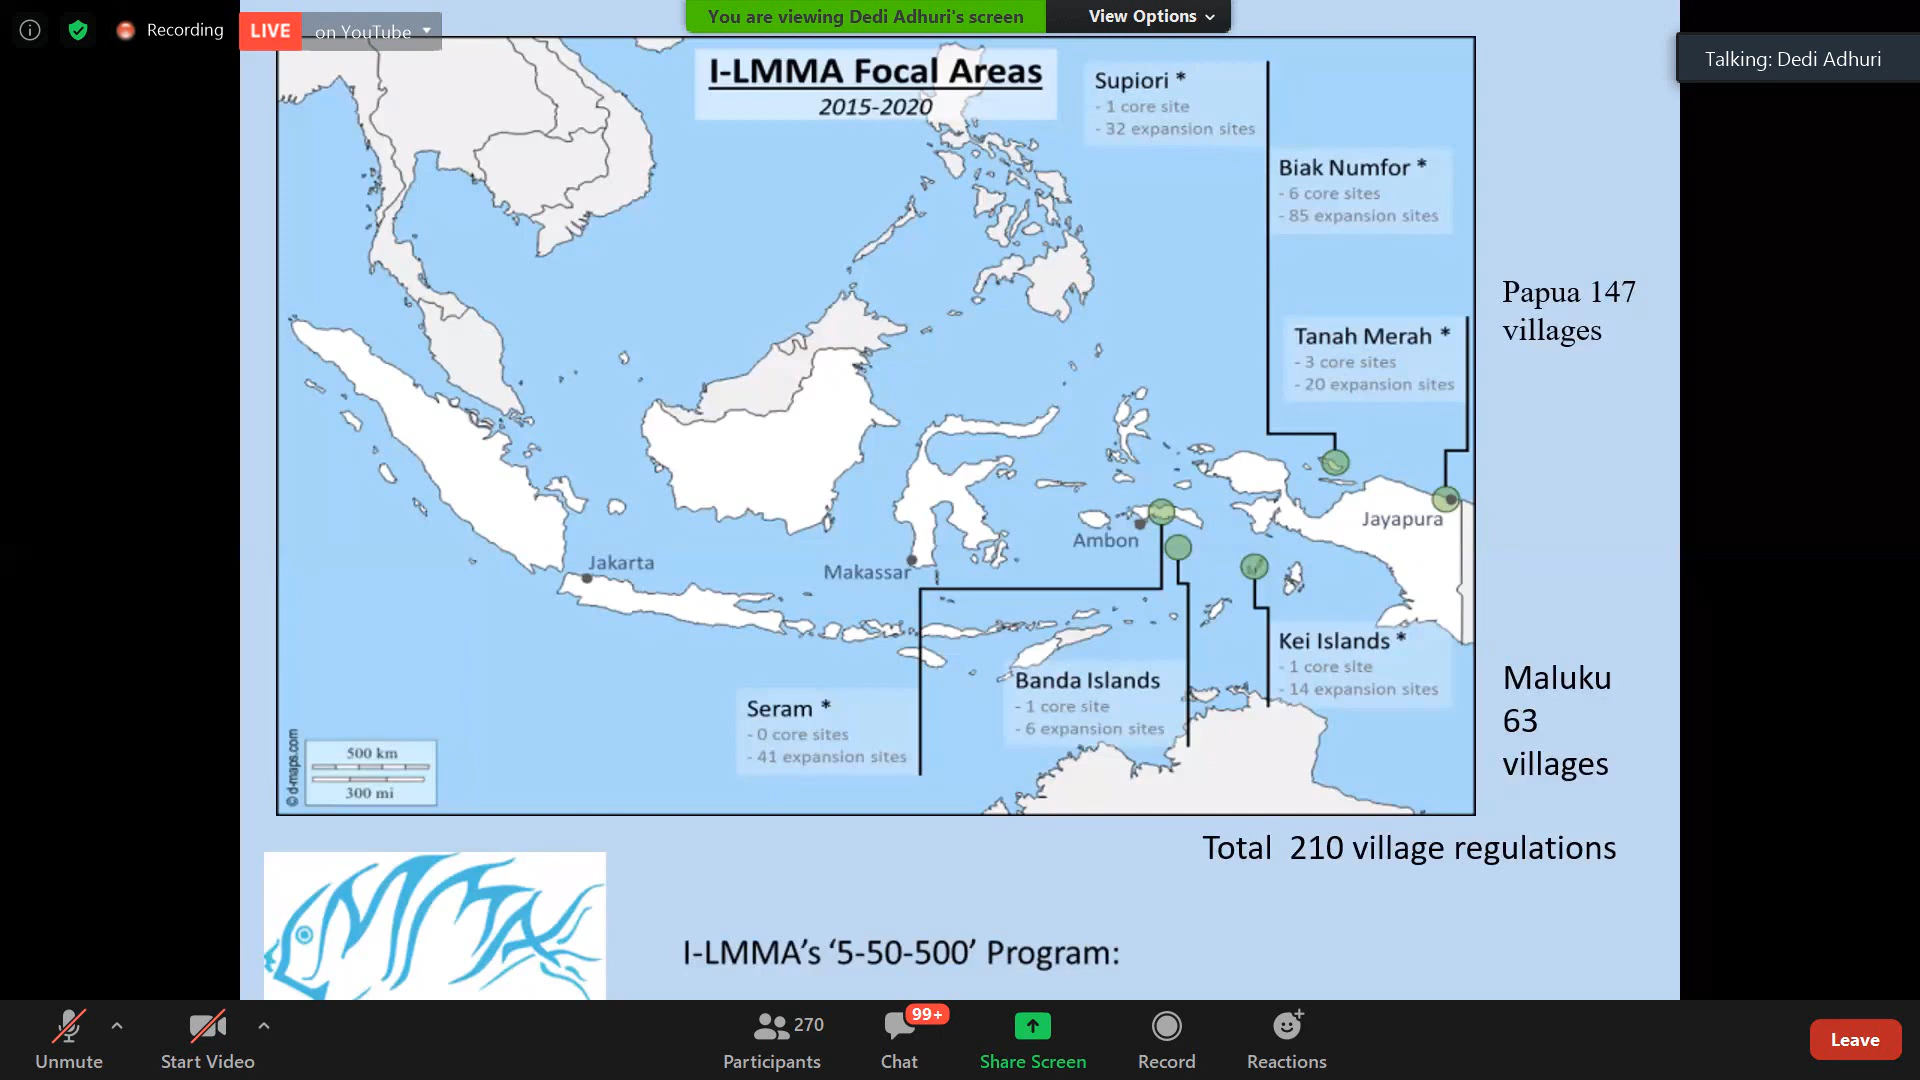 Recording
LIVE
on YouTube
You are viewing Dedi Adhuri's screen
View Options
Talking: Dedi Adhuri
I-LMMA Focal Areas
2015-2020
Supiori *
- 1 core site
- 32 expansion sites
Biak Numfor *
- 6 core sites
- 85 expansion sites
Papua 147
villages
Tanah Merah *
- 3 core sites
- 20 expansion sites
Jayapura
Ambon
Jakarta
Makassar
Kei Islands *
- 1 core site
- 14 expansion sites
Banda Islands
- 1 core site
- 6 expansion sites
Seram *
- 0 core sites
- 41 expansion sites
Maluku
63
villages
© d-maps.com
500 km
300 mi
Total 210 village regulations
LMMA
I-LMMA’s ‘5-50-500’ Program:
Unmute
Start Video
270
Participants
99+
Chat
Share Screen
Record
Reactions
Leave